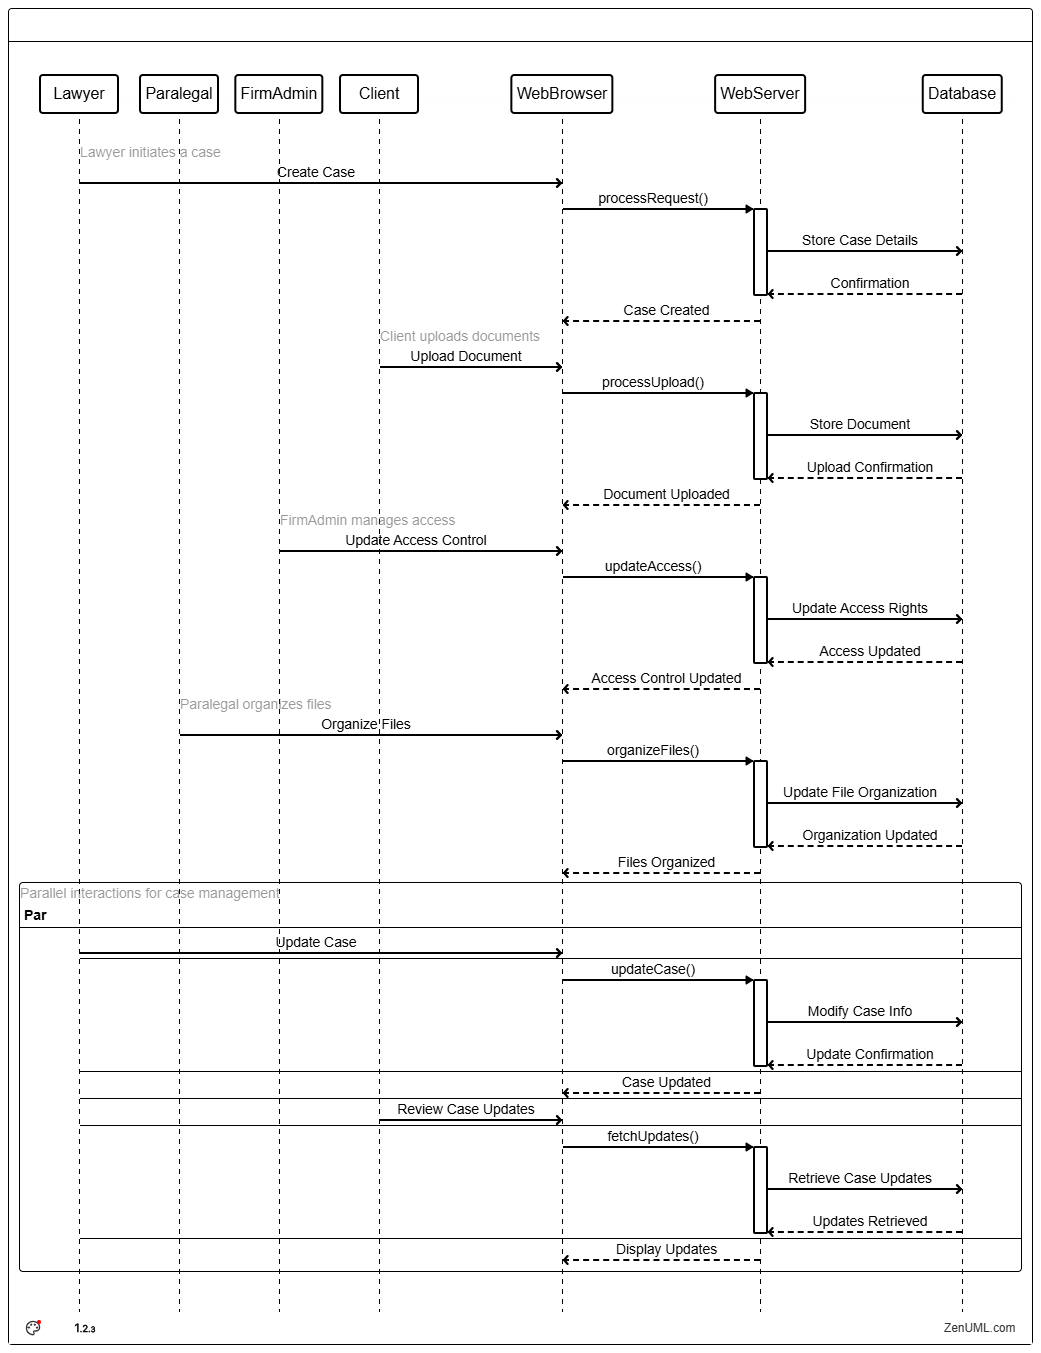 Lawyer Paralegal FirmAdmin Client WebBrowser WebServer Database
Lawyer initiates a case
Create Case
processRequest()
Store Case Details
Confirmation
Case Created
Client uploads documents
Upload Document
processUpload()
Store Document
Upload Confirmation
Document Uploaded
FirmAdmin manages access
Update Access Control
updateAccess()
Update Access Rights
Access Updated
Access Control Updated
Paralegal organizes files
Organize Files
organizeFiles()
Update File Organization
Organization Updated
Files Organized
Parallel interactions for case management
Par
Update Case
updateCase()
Modify Case Info
Update Confirmation
Case Updated
Review Case Updates
fetchUpdates()
Retrieve Case Updates
Updates Retrieved
Display Updates
1.2.3 ZenUML.com